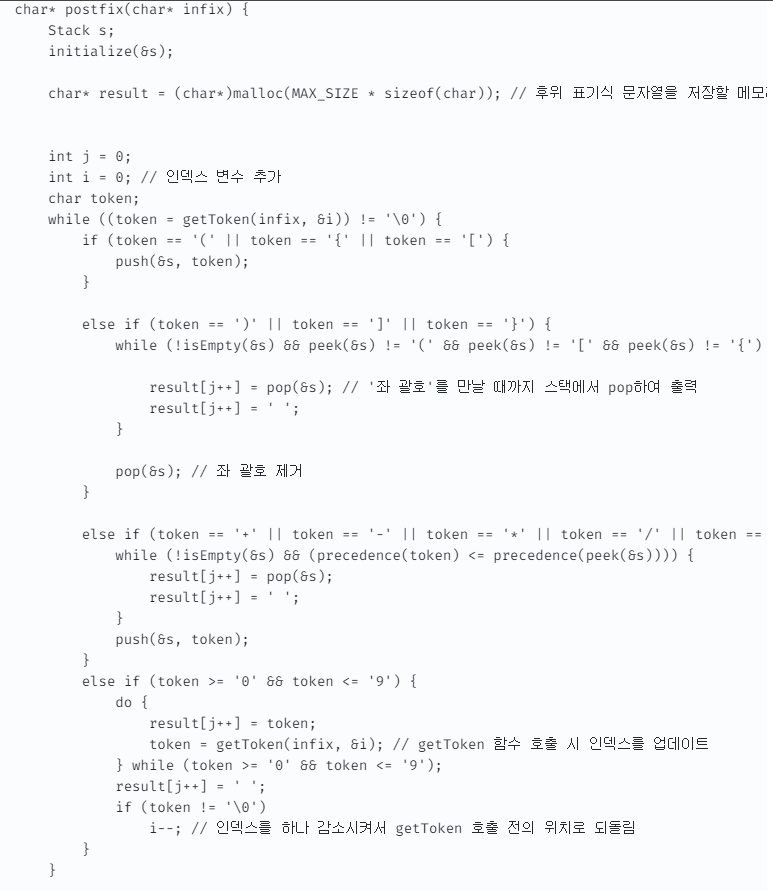 char* postfix(char* infix) {
    Stack s;
    initialize(&s);
    char* result = (char*)malloc(MAX_SIZE * sizeof(char)); // 후위 표기식 문자열을 저장할
    int j = 0;
    int i = 0; // 인덱스 변수 추가
    char token;
    while ((token = getToken(infix, &i)) != '\0') {
        if (token == '(' || token == '{' || token == '[') {
            push(&s, token);
        }
        else if (token == ')' || token == ']' || token == '}') {
            while (!isEmpty(&s) && peek(&s) != '(' && peek(&s) != '[' && peek(&s) != '{')
                result[j++] = pop(&s); // '좌 괄호'를 만날 때까지 스택에서 pop하여 출력
                result[j++] = ' ';
            }
            pop(&s); // 좌 괄호 제거
        }
        else if (token == '+' || token == '-' || token == '*' || token == '/' || token ==
            while (!isEmpty(&s) && (precedence(token) <= precedence(peek(&s)))) {
                result[j++] = pop(&s);
                result[j++] = ' ';
            }
            push(&s, token);
        }
        else if (token >= '0' && token <= '9') {
            do {
                result[j++] = token;
                token = getToken(infix, &i); // getToken 함수 호출 시 인덱스를 업데이트
            } while (token >= '0' && token <= '9');
            result[j++] = ' ';
            if (token != '\0')
                i--; // 인덱스를 하나 감소시켜서 getToken 호출 전의 위치로 되돌림
        }
    }